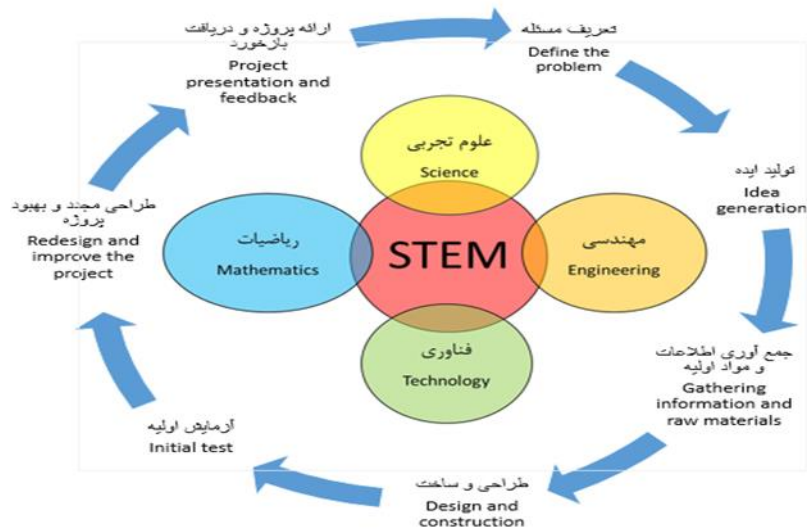 ارائه پروژه و دریافت
بازخورد
Project
presentation and
feedback
تعریف مسئله
Define the
problem
تولید ایده
Idea
generation
جمع آوری اطلاعات
و مواد اولیه
Gathering
information and
raw materials
طراحی و ساخت
Design and
construction
آزمایش اولیه
Initial test
طراحی مجدد و بهبود
پروژه
Redesign and
improve the
project
علوم تجربی
Science
ریاضیات
Mathematics
STEM
مهندسی
Engineering
فناوری
Technology